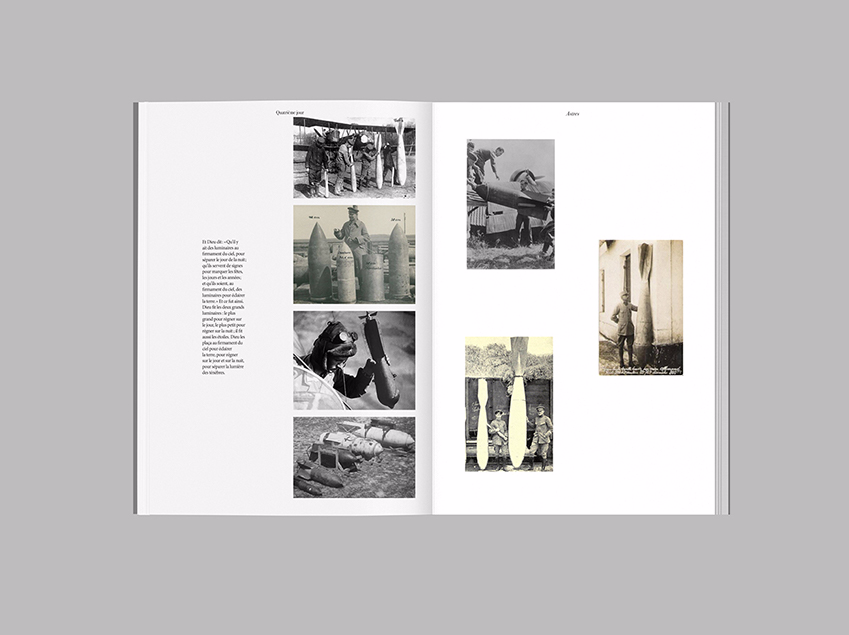 Quatrième jour
Astres
Et Dieu dit : « Qu'il y
ait des luminaires au
firmament du ciel, pour
séparer le jour de la nuit ;
qu'ils servent de signes
pour marquer les fêtes,
les jours et les années ;
et qu'ils soient, au
firmament du ciel, des
luminaires pour éclairer
la terre. » Et ce fut ainsi.
Dieu fit les deux grands
luminaires : le plus
grand pour régner sur
le jour, le plus petit pour
régner sur la nuit ; il fit
aussi les étoiles. Dieu les
plaça au firmament du
ciel pour éclairer
la terre, pour régner
sur le jour et sur la nuit,
pour séparer la lumière
des ténèbres.